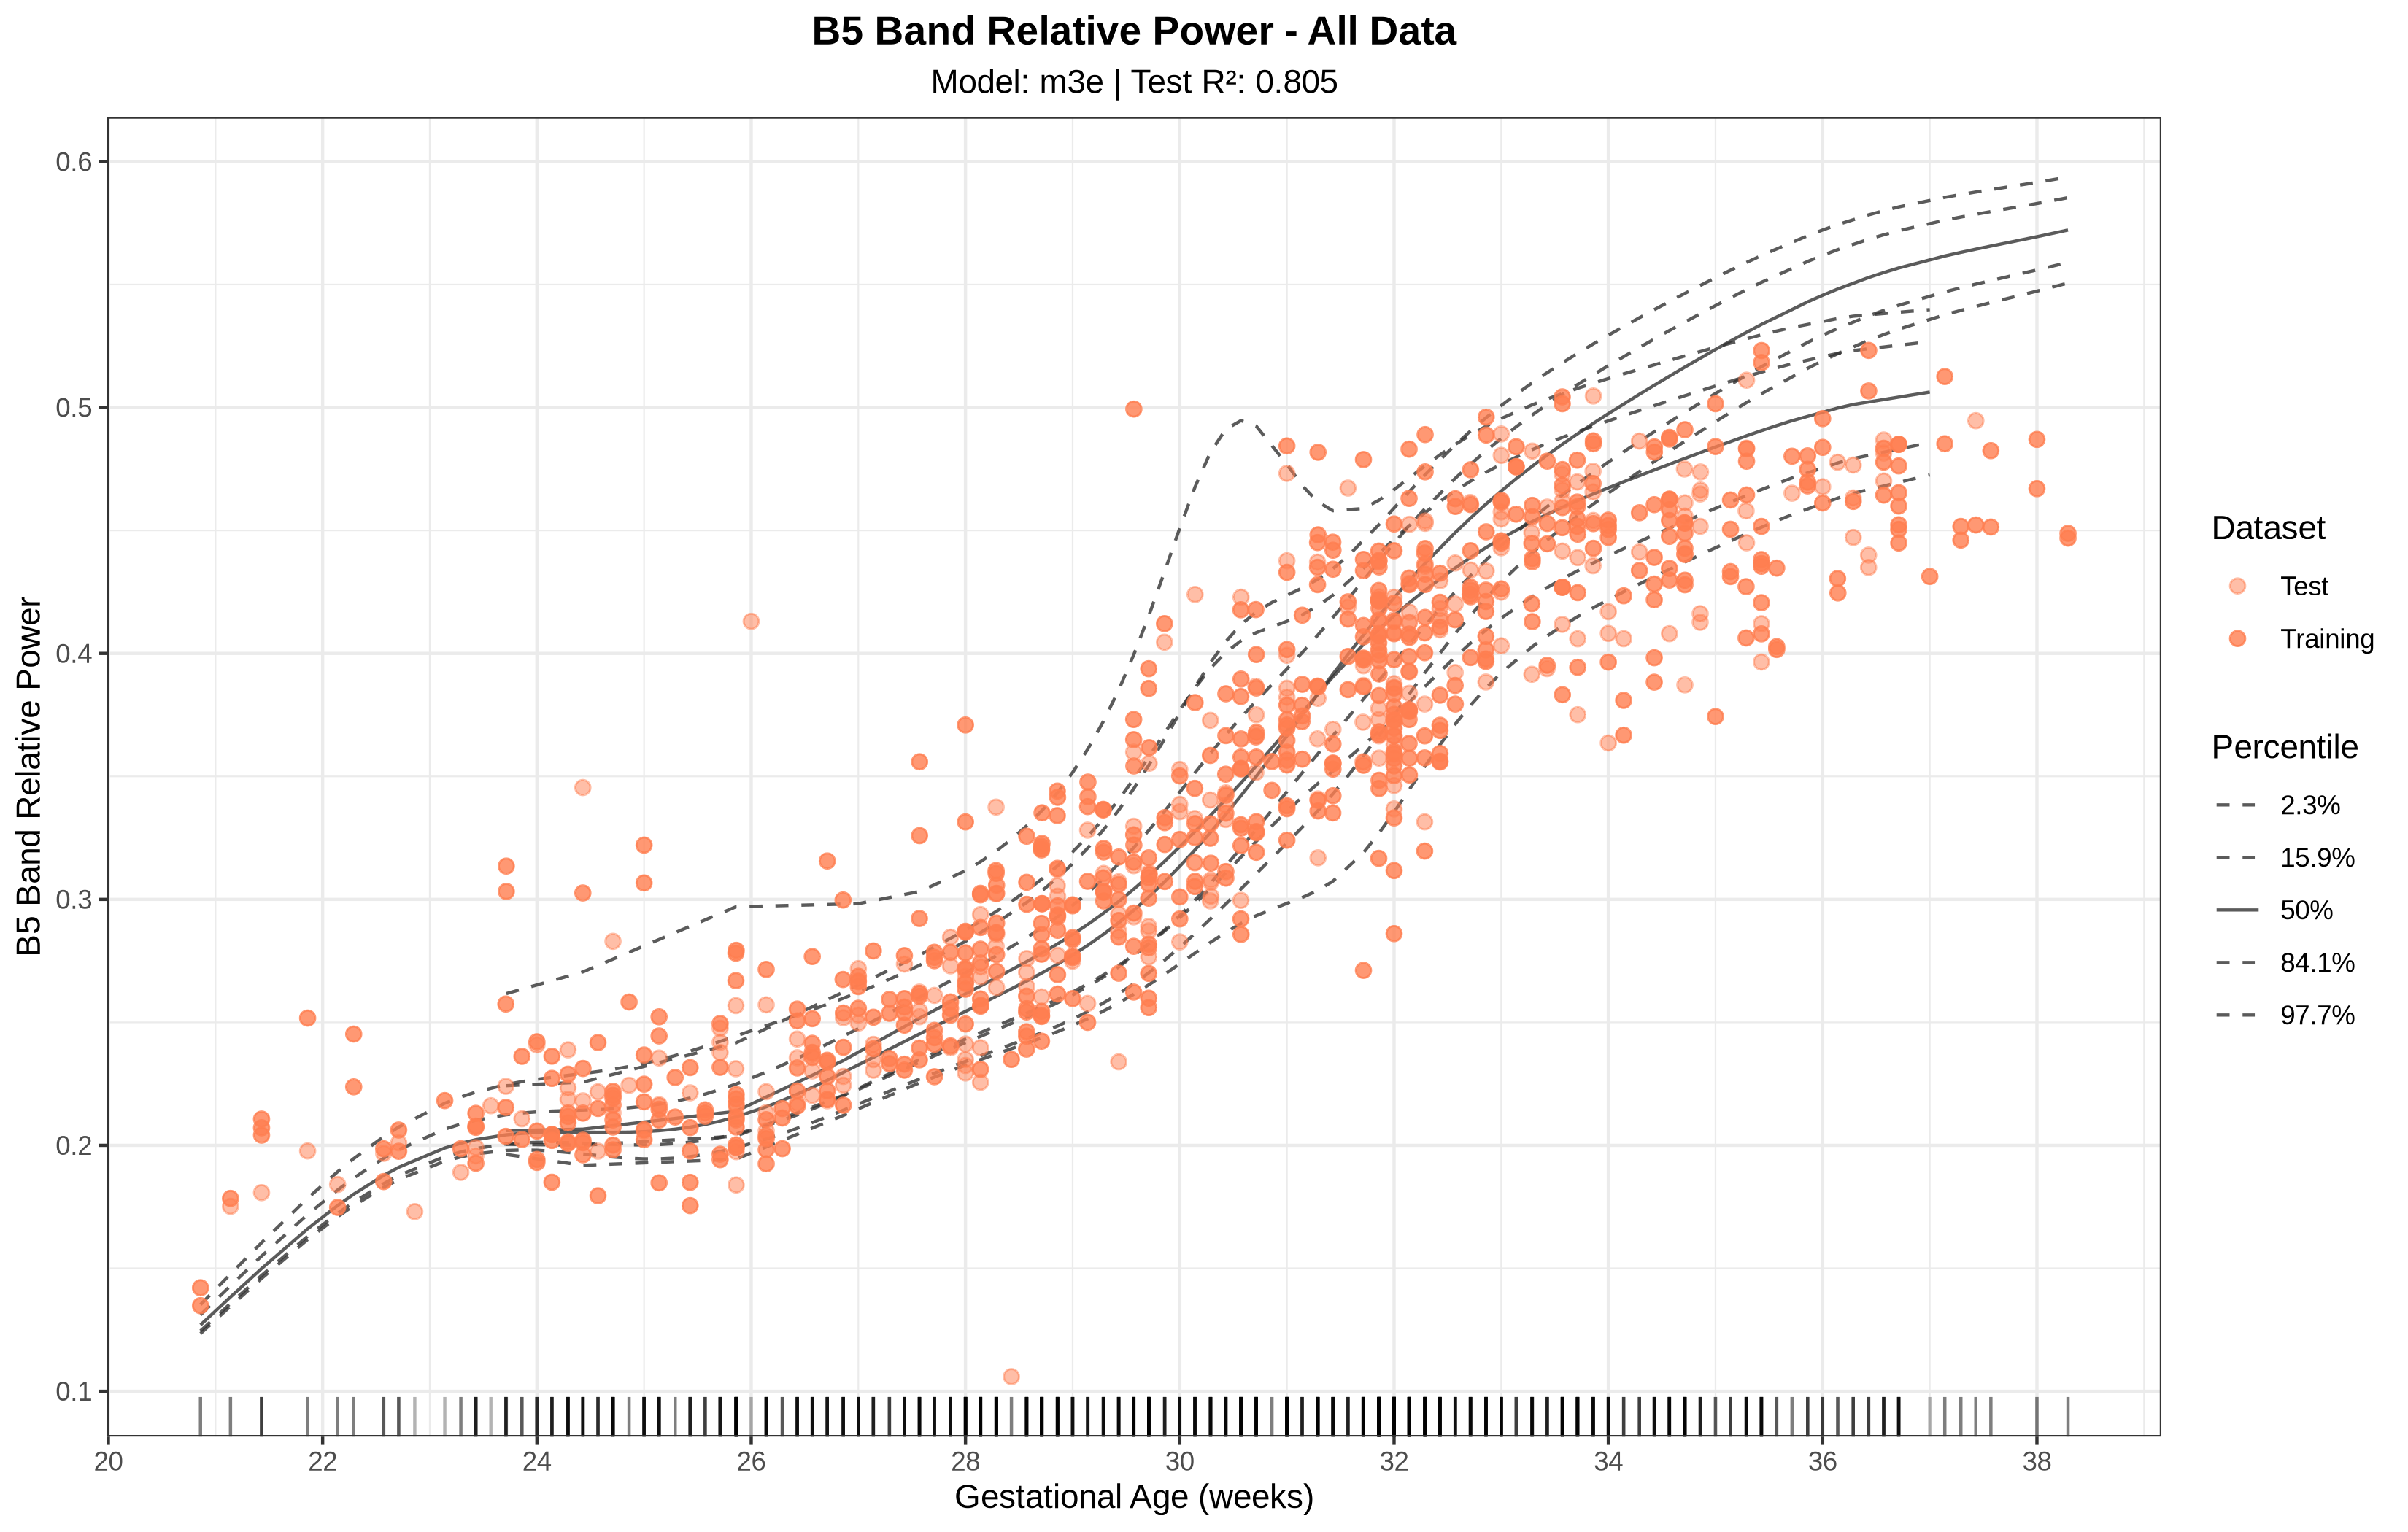 B5 Band Relative Power - All Data
Model: m3e | Test R²: 0.805
B5 Band Relative Power
0.6
0.5
0.4
0.3
0.2
0.1
20 22 24 26 28 30 32 34 36 38
Gestational Age (weeks)
Dataset
Test
Training
Percentile
2.3%
15.9%
50%
84.1%
97.7%